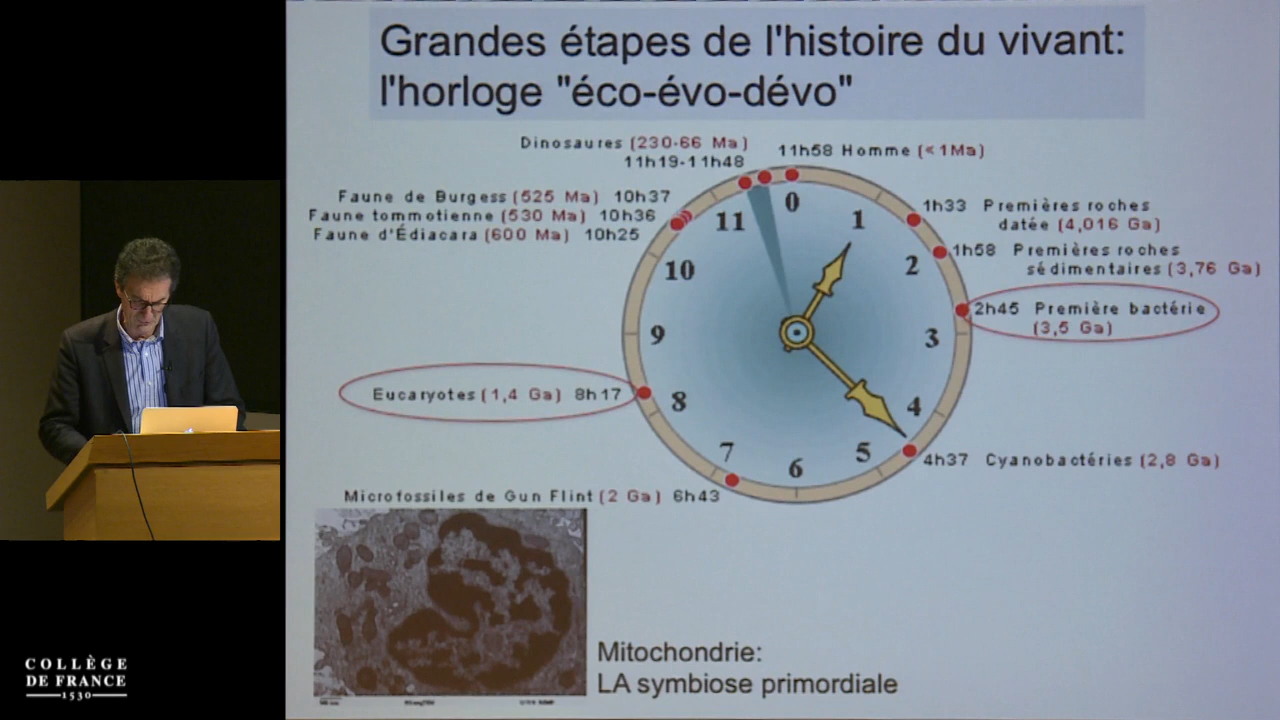 Grandes étapes de l'histoire du vivant:
l'horloge "éco-évo-dévo"
Dinosaures (230-66 Ma)
11h19-11h48
11h58 Homme (<1Ma)
Faune de Burgess (525 Ma) 10h37
Faune tommotienne (530 Ma) 10h36
Faune d'Édiacara (600 Ma) 10h25
1h33 Premières roches
datée (4,016 Ga)
1h58 Premières roches
sédimentaires (3,76 Ga)
2h45 Première bactérie
(3,5 Ga)
0
1
2
3
4
5
6
7
8
9
10
11
Eucaryotes (1,4 Ga) 8h17
4h37 Cyanobactéries (2,8 Ga)
Microfossiles de Gun Flint (2 Ga) 6h43
Mitochondrie:
LA symbiose primordiale
COLLÈGE
DE FRANCE
1530